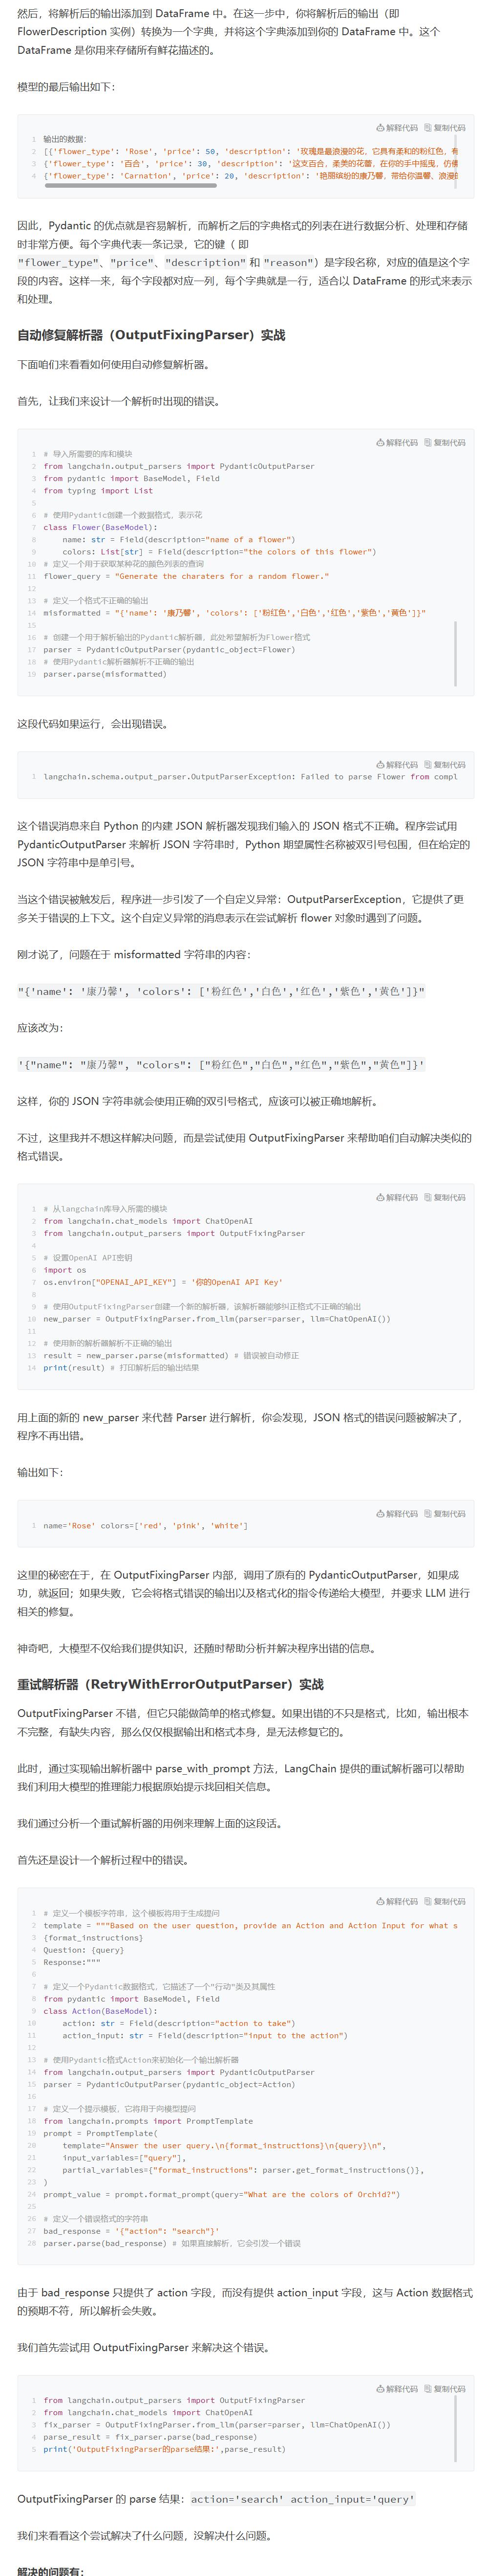 然后，将解析后的输出添加到 DataFrame 中。在这一步中，你将解析后的输出（即
FlowerDescription 实例）转换为一个字典，并将这个字典添加到你的 DataFrame 中。这个
DataFrame 是你用来存储所有鲜花描述的。
模型的最后输出如下：
解释代码 复制代码
1 输出的数据：
2 [{'flower_type': 'Rose', 'price': 50, 'description': '玫瑰是最浪漫的花，它具有柔和的粉红色，有
3 {'flower_type': '百合', 'price': 30, 'description': '这支百合，柔美的花蕾，在你的手中摇曳，仿佛
4 {'flower_type': 'Carnation', 'price': 20, 'description': '艳丽缤纷的康乃馨，带给你温馨、浪漫的
因此，Pydantic 的优点就是容易解析，而解析之后的字典格式的列表在进行数据分析、处理和存储
时非常方便。每个字典代表一条记录，它的键（ 即
"flower_type"、"price"、"description" 和 "reason"）是字段名称，对应的值是这个字
段的内容。这样一来，每个字段都对应一列，每个字典就是一行，适合以 DataFrame 的形式来表示
和处理。
自动修复解析器（OutputFixingParser）实战
下面咱们来看看如何使用自动修复解析器。
首先，让我们来设计一个解析时出现的错误。
解释代码 复制代码
1 # 导入所需要的库和模块
2 from langchain.output_parsers import PydanticOutputParser
3 from pydantic import BaseModel, Field
4 from typing import List
5
6 # 使用Pydantic创建一个数据格式，表示花
7 class Flower(BaseModel):
8 name: str = Field(description="name of a flower")
9 colors: List[str] = Field(description="the colors of this flower")
10 # 定义一个用于获取某种花的颜色列表的查询
11 flower_query = "Generate the charaters for a random flower."
12
13 # 定义一个格式不正确的输出
14 misformatted = "{'name': '康乃馨', 'colors': ['粉红色','白色','红色','紫色','黄色']}"
15
16 # 创建一个用于解析输出的Pydantic解析器，此处希望解析为Flower格式
17 parser = PydanticOutputParser(pydantic_object=Flower)
18 # 使用Pydantic解析器解析不正确的输出
19 parser.parse(misformatted)
这段代码如果运行，会出现错误。
解释代码 复制代码
1 langchain.schema.output_parser.OutputParserException: Failed to parse Flower from compl
这个错误消息来自 Python 的内建 JSON 解析器发现我们输入的 JSON 格式不正确。程序尝试用
PydanticOutputParser 来解析 JSON 字符串时，Python 期望属性名称被双引号包围，但在给定的
JSON 字符串中是单引号。
当这个错误被触发后，程序进一步引发了一个自定义异常：OutputParserException，它提供了更
多关于错误的上下文。这个自定义异常的消息表示在尝试解析 flower 对象时遇到了问题。
刚才说了，问题在于 misformatted 字符串的内容：
"{'name': '康乃馨', 'colors': ['粉红色','白色','红色','紫色','黄色']}"
应该改为：
'{"name": "康乃馨", "colors": ["粉红色","白色","红色","紫色","黄色"]}'
这样，你的 JSON 字符串就会使用正确的双引号格式，应该可以被正确地解析。
不过，这里我并不想这样解决问题，而是尝试使用 OutputFixingParser 来帮助咱们自动解决类似的
格式错误。
解释代码 复制代码
1 # 从langchain库导入所需的模块
2 from langchain.chat_models import ChatOpenAI
3 from langchain.output_parsers import OutputFixingParser
4
5 # 设置OpenAI API密钥
6 import os
7 os.environ["OPENAI_API_KEY"] = '你的OpenAI API Key'
8
9 # 使用OutputFixingParser创建一个新的解析器，该解析器能够纠正格式不正确的输出
10 new_parser = OutputFixingParser.from_llm(parser=parser, llm=ChatOpenAI())
11
12 # 使用新的解析器解析不正确的输出
13 result = new_parser.parse(misformatted) # 错误被自动修正
14 print(result) # 打印解析后的输出结果
用上面的新的 new_parser 来代替 Parser 进行解析，你会发现，JSON 格式的错误问题被解决了，
程序不再出错。
输出如下：
解释代码 复制代码
1 name='Rose' colors=['red', 'pink', 'white']
这里的秘密在于，在 OutputFixingParser 内部，调用了原有的 PydanticOutputParser，如果成
功，就返回；如果失败，它会将格式错误的输出以及格式化的指令传递给大模型，并要求 LLM 进行
相关的修复。
神奇吧，大模型不仅给我们提供知识，还随时帮助分析并解决程序出错的信息。
重试解析器（RetryWithErrorOutputParser）实战
OutputFixingParser 不错，但它只能做简单的格式修复。如果出错的不只是格式，比如，输出根本
不完整，有缺失内容，那么仅仅根据输出和格式本身，是无法修复它的。
此时，通过实现输出解析器中 parse_with_prompt 方法，LangChain 提供的重试解析器可以帮助
我们利用大模型的推理能力根据原始提示找回相关信息。
我们通过分析一个重试解析器的用例来理解上面的这段话。
首先还是设计一个解析过程中的错误。
解释代码 复制代码
1 # 定义一个模板字符串，这个模板将用于生成提问
2 template = """Based on the user question, provide an Action and Action Input for what s
3 {format_instructions}
4 Question: {query}
5 Response:"""
6
7 # 定义一个Pydantic数据格式，它描述了一个"行动"类及其属性
8 from pydantic import BaseModel, Field
9 class Action(BaseModel):
10 action: str = Field(description="action to take")
11 action_input: str = Field(description="input to the action")
12
13 # 使用Pydantic格式Action来初始化一个输出解析器
14 from langchain.output_parsers import PydanticOutputParser
15 parser = PydanticOutputParser(pydantic_object=Action)
16
17 # 定义一个提示模板，它将用于向模型提问
18 from langchain.prompts import PromptTemplate
19 prompt = PromptTemplate(
20 template="Answer the user query.\n{format_instructions}\n{query}\n",
21 input_variables=["query"],
22 partial_variables={"format_instructions": parser.get_format_instructions()},
23 )
24 prompt_value = prompt.format_prompt(query="What are the colors of Orchid?")
25
26 # 定义一个错误格式的字符串
27 bad_response = '{"action": "search"}'
28 parser.parse(bad_response) # 如果直接解析，它会引发一个错误
由于 bad_response 只提供了 action 字段，而没有提供 action_input 字段，这与 Action 数据格式
的预期不符，所以解析会失败。
我们首先尝试用 OutputFixingParser 来解决这个错误。
解释代码 复制代码
1 from langchain.output_parsers import OutputFixingParser
2 from langchain.chat_models import ChatOpenAI
3 fix_parser = OutputFixingParser.from_llm(parser=parser, llm=ChatOpenAI())
4 parse_result = fix_parser.parse(bad_response)
5 print('OutputFixingParser的parse结果:',parse_result)
OutputFixingParser 的 parse 结果：action='search' action_input='query'
我们来看看这个尝试解决了什么问题，没解决什么问题。
解决的问题有：